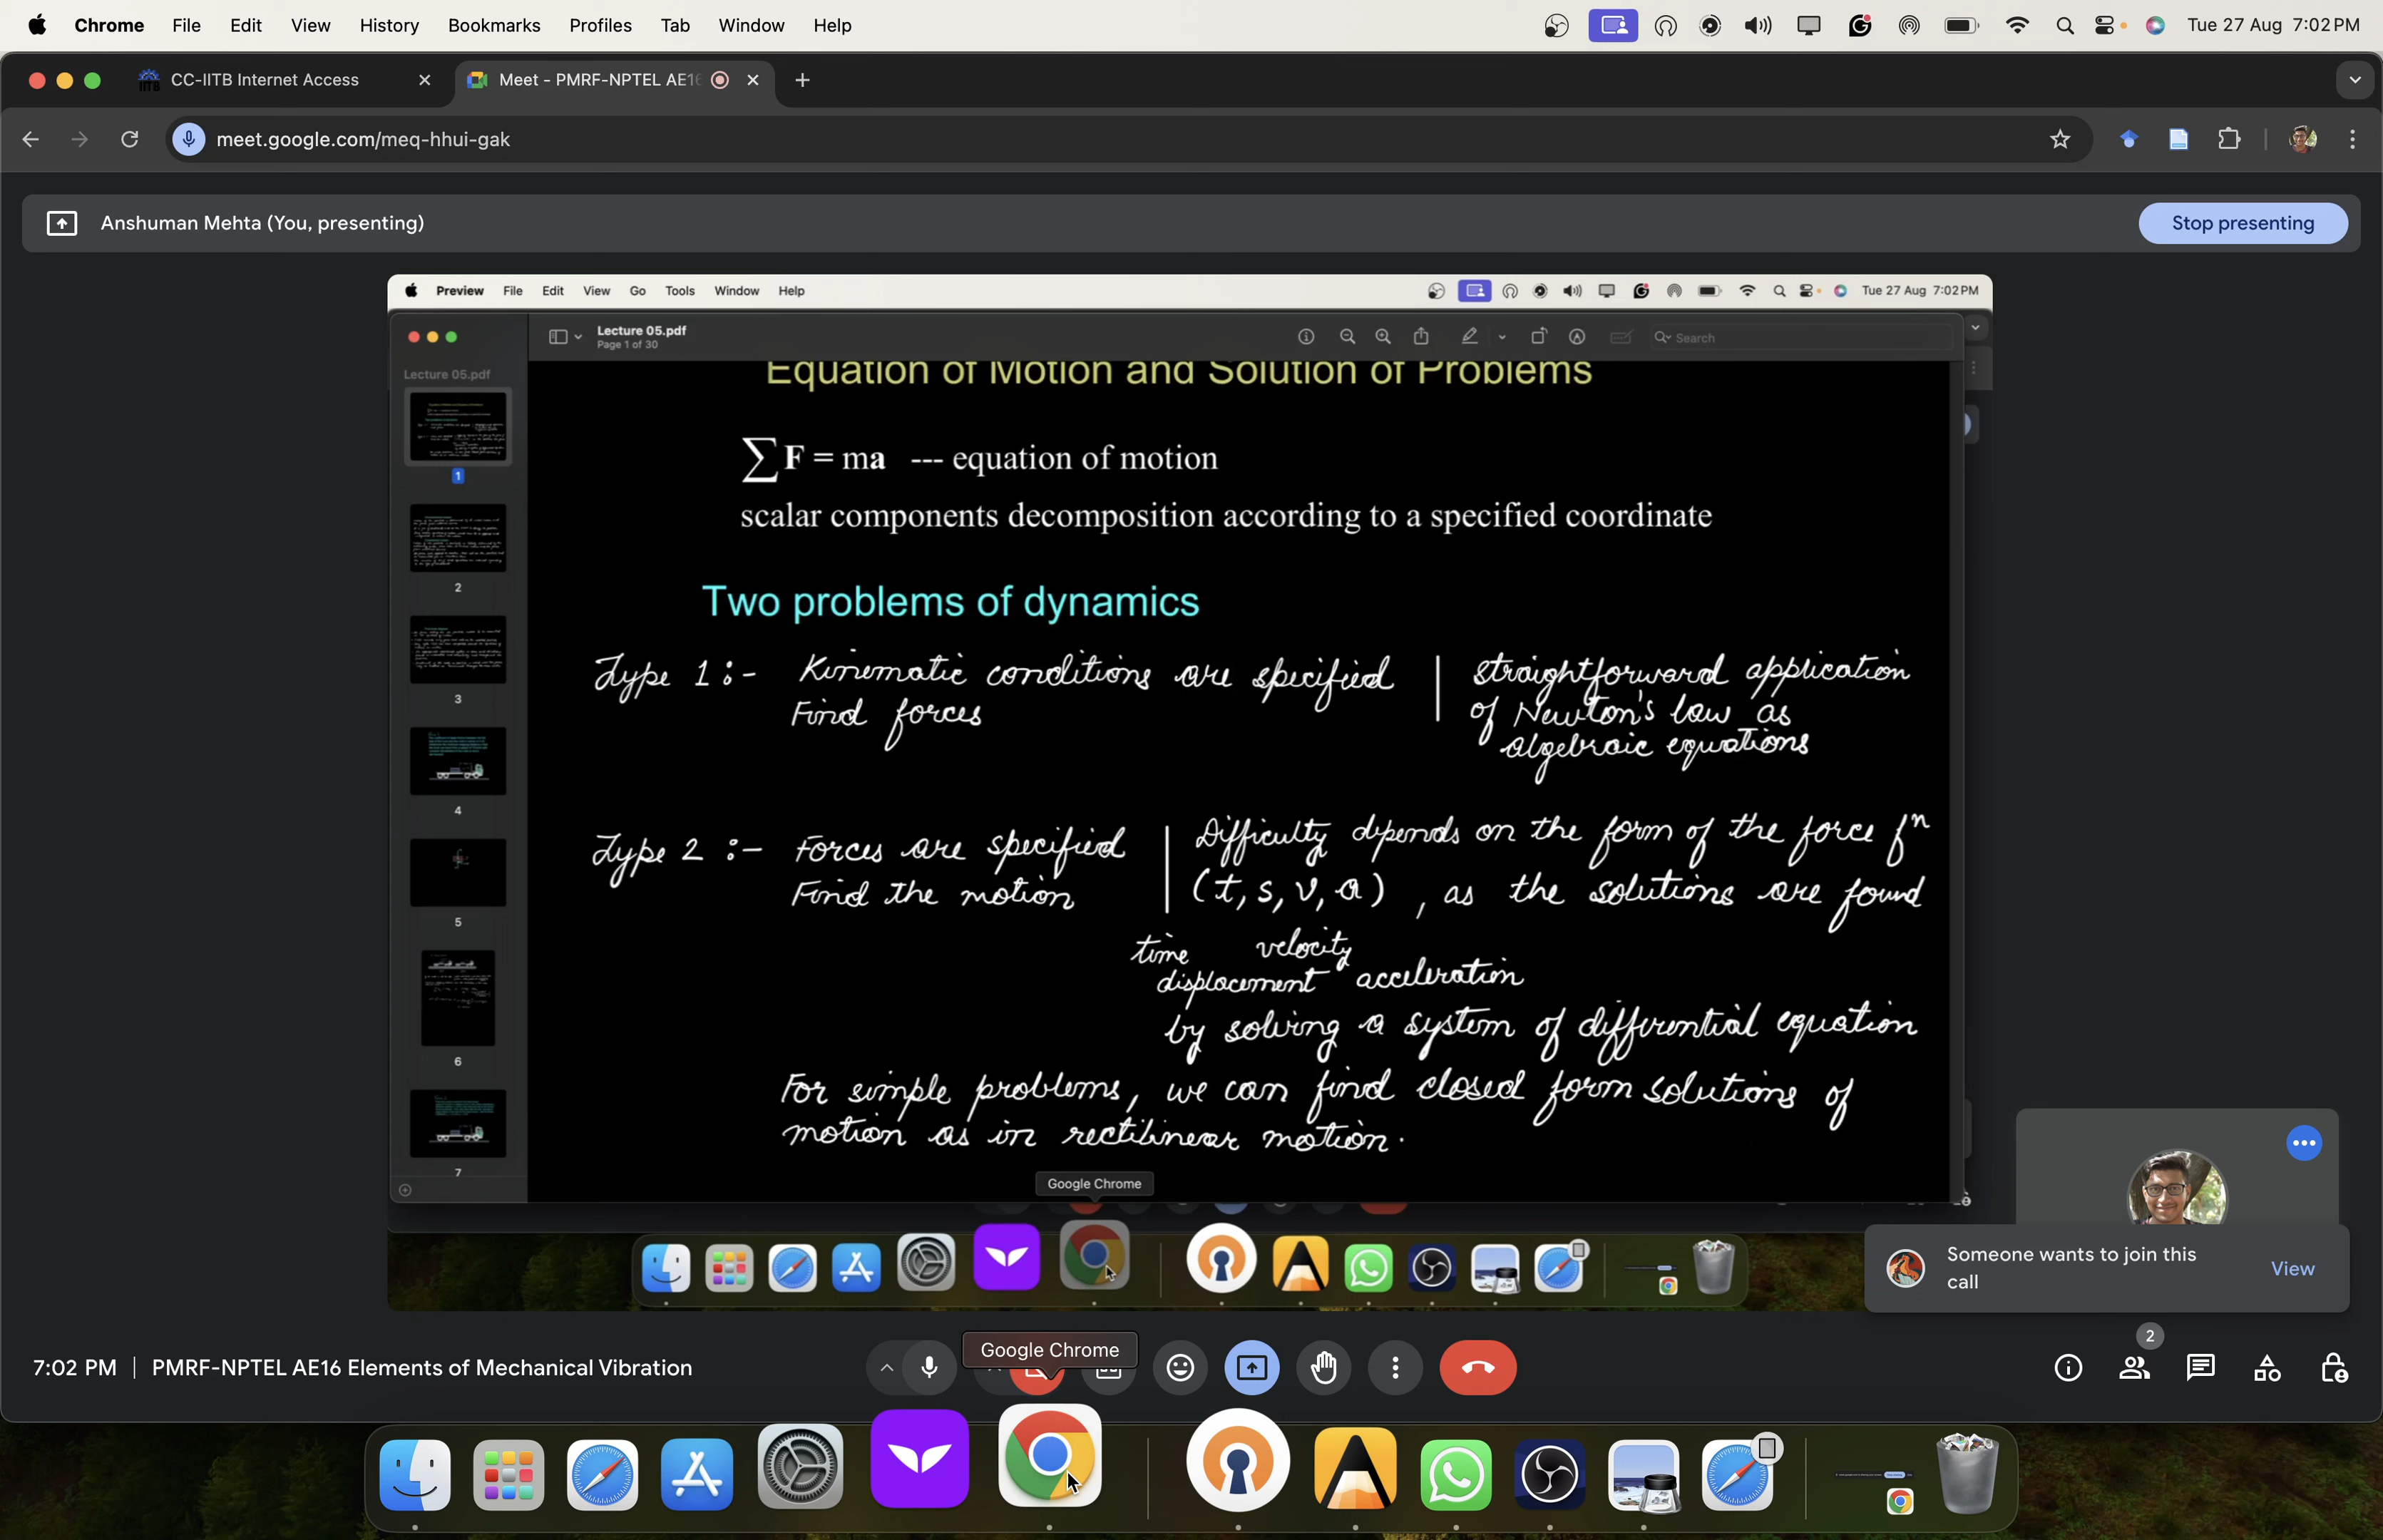 Chrome File Edit View History Bookmarks Profiles Tab Window Help Tue 27 Aug 7:02 PM
CC-IITB Internet Access Meet - PMRF-NPTEL AE16
meet.google.com/meq-hhui-gak
Anshuman Mehta (You, presenting) Stop presenting
Preview File Edit View Go Tools Window Help Tue 27 Aug 7:02 PM
Lecture 05.pdf
Page 1 of 30
Search
Lecture 05.pdf
1
2
3
4
5
6
7
Equation of Motion and Solution of Problems
∑F = ma --- equation of motion
scalar components decomposition according to a specified coordinate
Two problems of dynamics
Type 1 :- Kinematic conditions are specified | straightforward application
Find forces | of Newton's law as
algebraic equations
Type 2 :- Forces are specified | Difficulty depends on the form of the force fⁿ
Find the motion | (t, s, v, a) , as the solutions are found
time velocity
displacement acceleration
by solving a system of differential equation
For simple problems, we can find closed form solutions of
motion as in rectilinear motion.
Google Chrome
Someone wants to join this
call
View
7:02 PM | PMRF-NPTEL AE16 Elements of Mechanical Vibration
Google Chrome
2